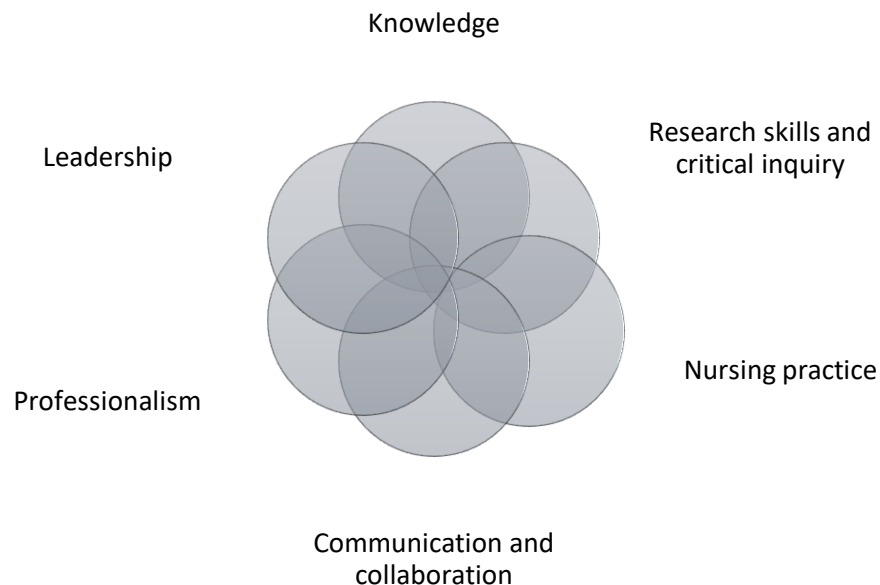 Knowledge
Leadership
Research skills and
critical inquiry
Nursing practice
Professionalism
Communication and
collaboration